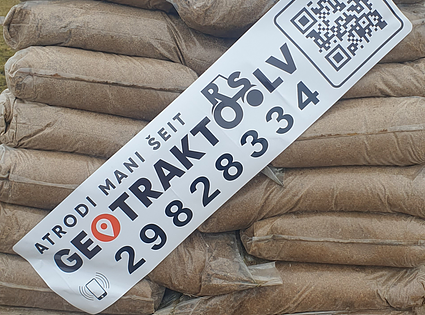 ATRODI MANI ŠEIT
GEOTRAKTORS.LV
29828334